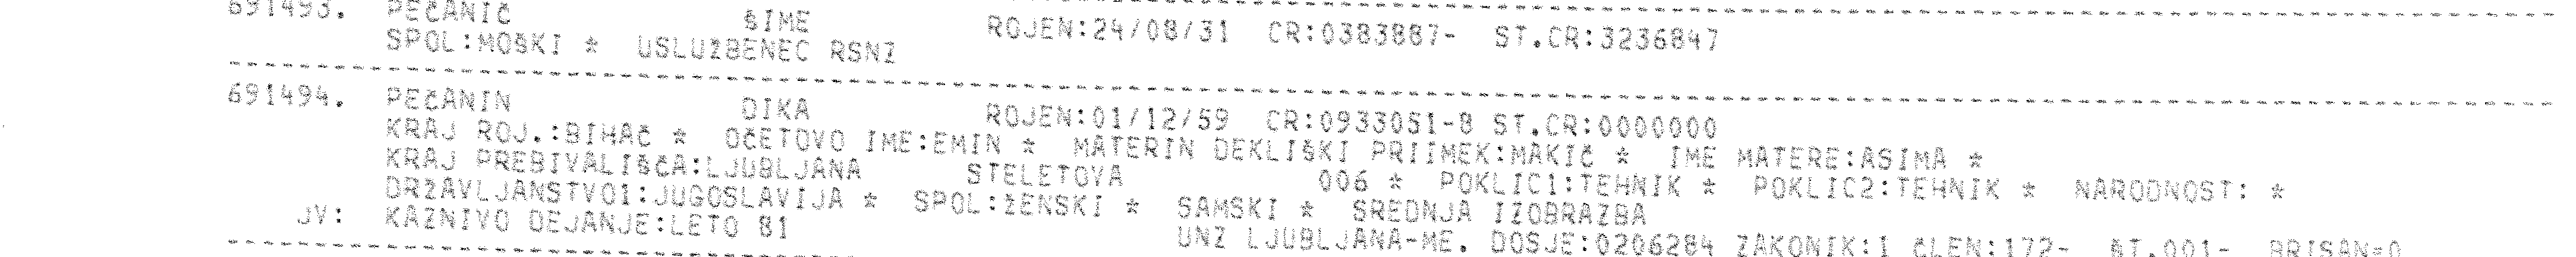 691493. PEČANIČ ŠIME ROJEN:24/08/31 CR:0383887- ST.CR:3236847
SPOL:MOŠKI * USLUŽBENEC RSNZ
691494. PEČANIN DIKA ROJEN:01/12/59 CR:0933051-8 ST.CR:0000000
KRAJ ROJ.:BIHAČ * OČETOVO IME:EMIN * MATERIN DEKLIŠKI PRIIMEK:MAKIČ * IME MATERE:ASIMA *
KRAJ PREBIVALIŠČA:LJUBLJANA STELETOVA 006 * POKLIC1:TEHNIK * POKLIC2:TEHNIK * NARODNOST: *
DRŽAVLJANSTVO1:JUGOSLAVIJA * SPOL:ŽENSKI * SAMSKI * SREDNJA IZOBRAZBA
JV: KAZNIVO DEJANJE:LETO 81 UNZ LJUBLJANA-ME. DOSJE:0206284 ZAKONIK:I ČLEN:172- ŠT.001- BRISAN=0